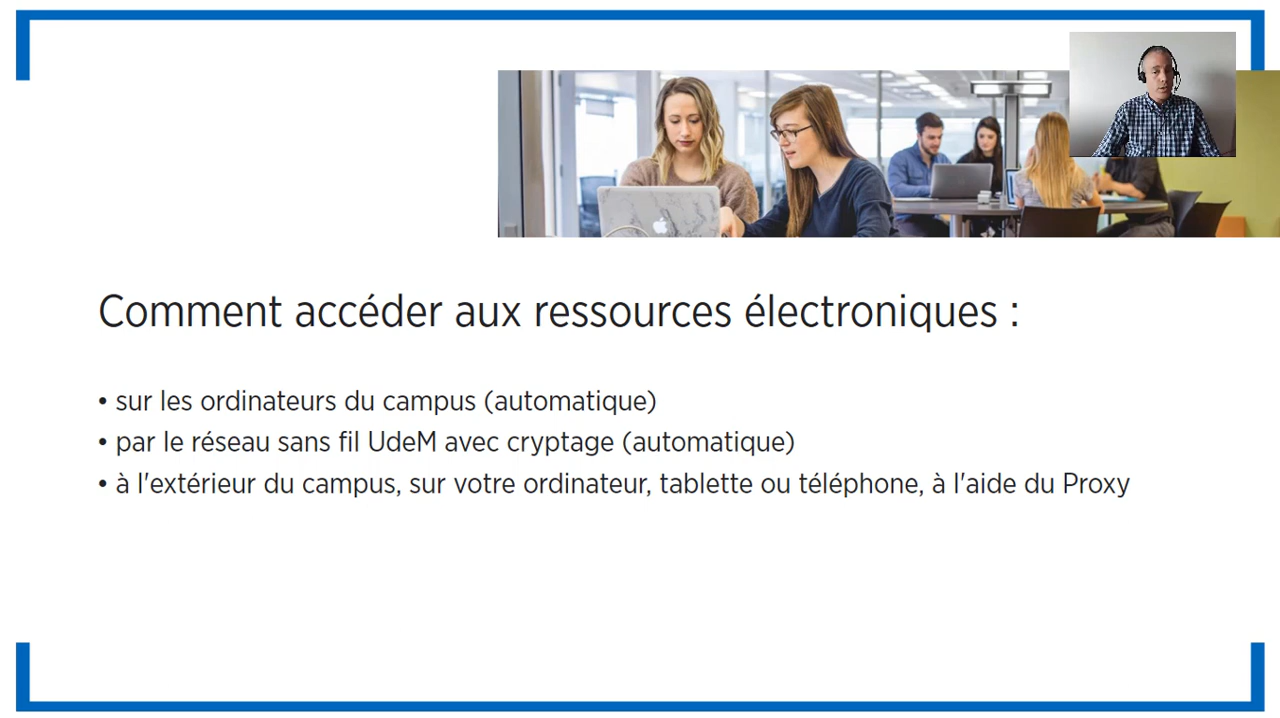 Comment accéder aux ressources électroniques :
• sur les ordinateurs du campus (automatique)
• par le réseau sans fil UdeM avec cryptage (automatique)
• à l'extérieur du campus, sur votre ordinateur, tablette ou téléphone, à l'aide du Proxy